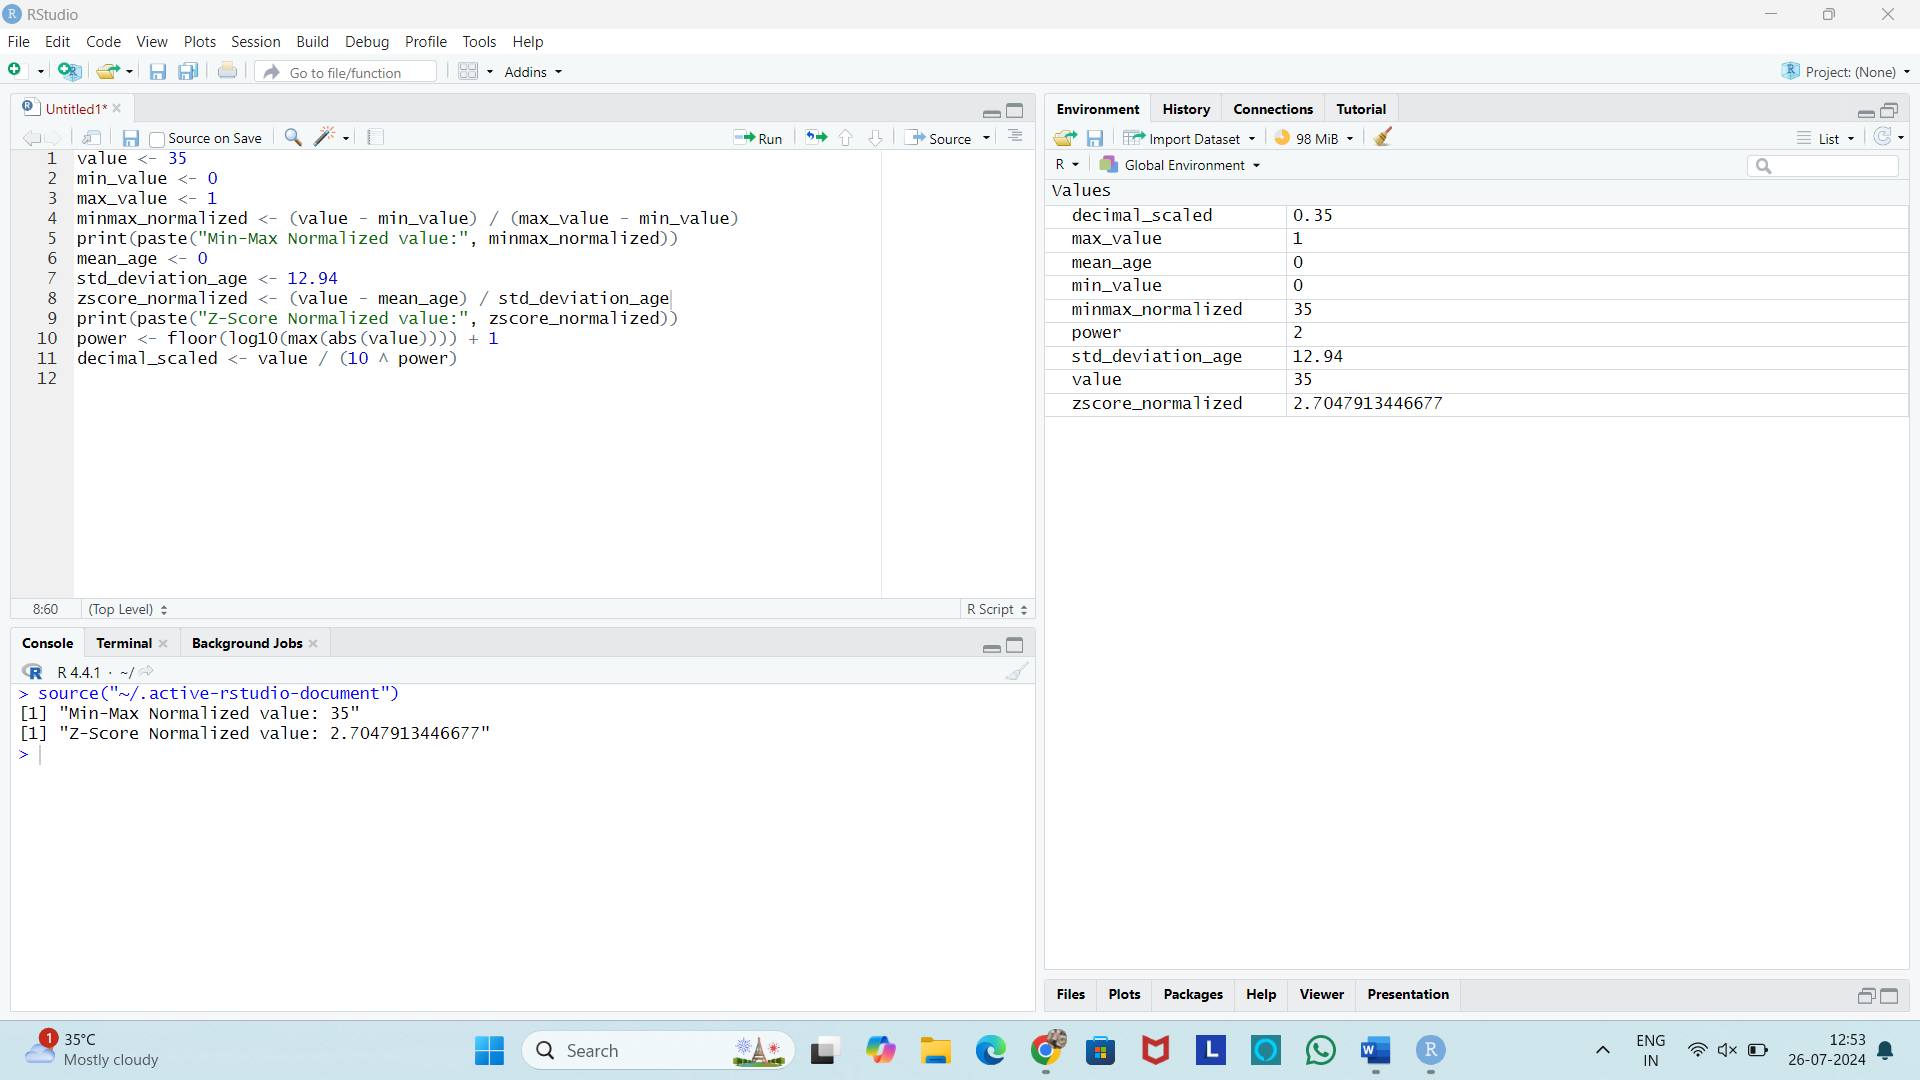 RStudio
File Edit Code View Plots Session Build Debug Profile Tools Help
Go to file/function Addins Project: (None)
Untitled1*
Source on Save Run Source
1 value <- 35
2 min_value <- 0
3 max_value <- 1
4 minmax_normalized <- (value - min_value) / (max_value - min_value)
5 print(paste("Min-Max Normalized value:", minmax_normalized))
6 mean_age <- 0
7 std_deviation_age <- 12.94
8 zscore_normalized <- (value - mean_age) / std_deviation_age
9 print(paste("Z-Score Normalized value:", zscore_normalized))
10 power <- floor(log10(max(abs(value)))) + 1
11 decimal_scaled <- value / (10 ^ power)
12
8:60 (Top Level) R Script
Console Terminal Background Jobs
R 4.4.1 · ~/
> source("~/.active-rstudio-document")
[1] "Min-Max Normalized value: 35"
[1] "Z-Score Normalized value: 2.7047913446677"
>
Environment History Connections Tutorial
Import Dataset 98 MiB List
R Global Environment
Values
decimal_scaled 0.35
max_value 1
mean_age 0
min_value 0
minmax_normalized 35
power 2
std_deviation_age 12.94
value 35
zscore_normalized 2.7047913446677
Files Plots Packages Help Viewer Presentation
1 35°C
Mostly cloudy
Search
L
W
R
ENG
IN
12:53
26-07-2024